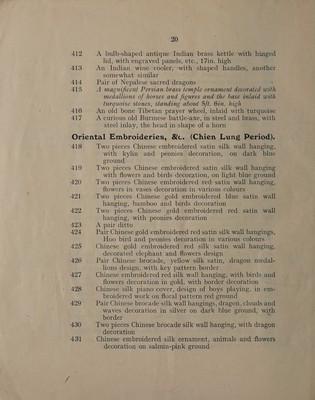 20
412 A bulb-shaped antique Indian brass kettle with hinged
lid, with engraved panels, etc., 17in. high
413 An Indian wine cooler, with shaped handles, another
somewhat similar
414 Pair of Nepalese sacred dragons
415 A magnificent Persian brass temple ornament decorated with
medallions of horses and figures and the base inlaid with
turquoise stones, standing about 5ft. 6in. high
416 An old bone Tibetan prayer wheel, inlaid with turquoise
417 A curious old Burmese battle-axe, in steel and brass, with
steel inlay, the head in shape of a horn
Oriental Embroideries, &c. (Chien Lung Period).
418 Two pieces Chinese embroidered satin silk wall hanging,
with kylin and peonies decoration, on dark blue
ground
419 Two pieces Chinese embroidered satin silk wall hanging
with flowers and birds decoration, on light blue ground
420 Two pieces Chinese embroidered red satin wall hanging,
flowers in vases decoration in various colours
421 Two pieces Chinese gold embroidered blue satin wall
hanging, bamboo and birds decoration
422 Two pieces Chinese gold embroidered red satin wall
hanging, with peonies decoration
423 A pair ditto
424 Pair Chinese gold embroidered red satin silk wall hangings,
Hoo bird and peonies decoration in various colours
425 Chinese gold embroidered red silk satin wall hanging,
decorated elephant and flowers design
426 Pair Chinese brocade, yellow silk satin, dragon medal-
lions design, with key pattern border
427 Chinese embroidered red silk wall hanging, with birds and
flowers decoration in gold, with border decoration
428 Chinese silk piano cover, design of boys playing, in em-
broidered work on floral pattern red ground
429 Pair Chinese brocade silk wall hangings, dragon, clouds and
waves decoration in silver on dark blue ground, with
border
430 Two pieces Chinese brocade silk wall hanging, with dragon
decoration
431 Chinese embroidered silk ornament, animals and flowers
decoration on salmon-pink ground